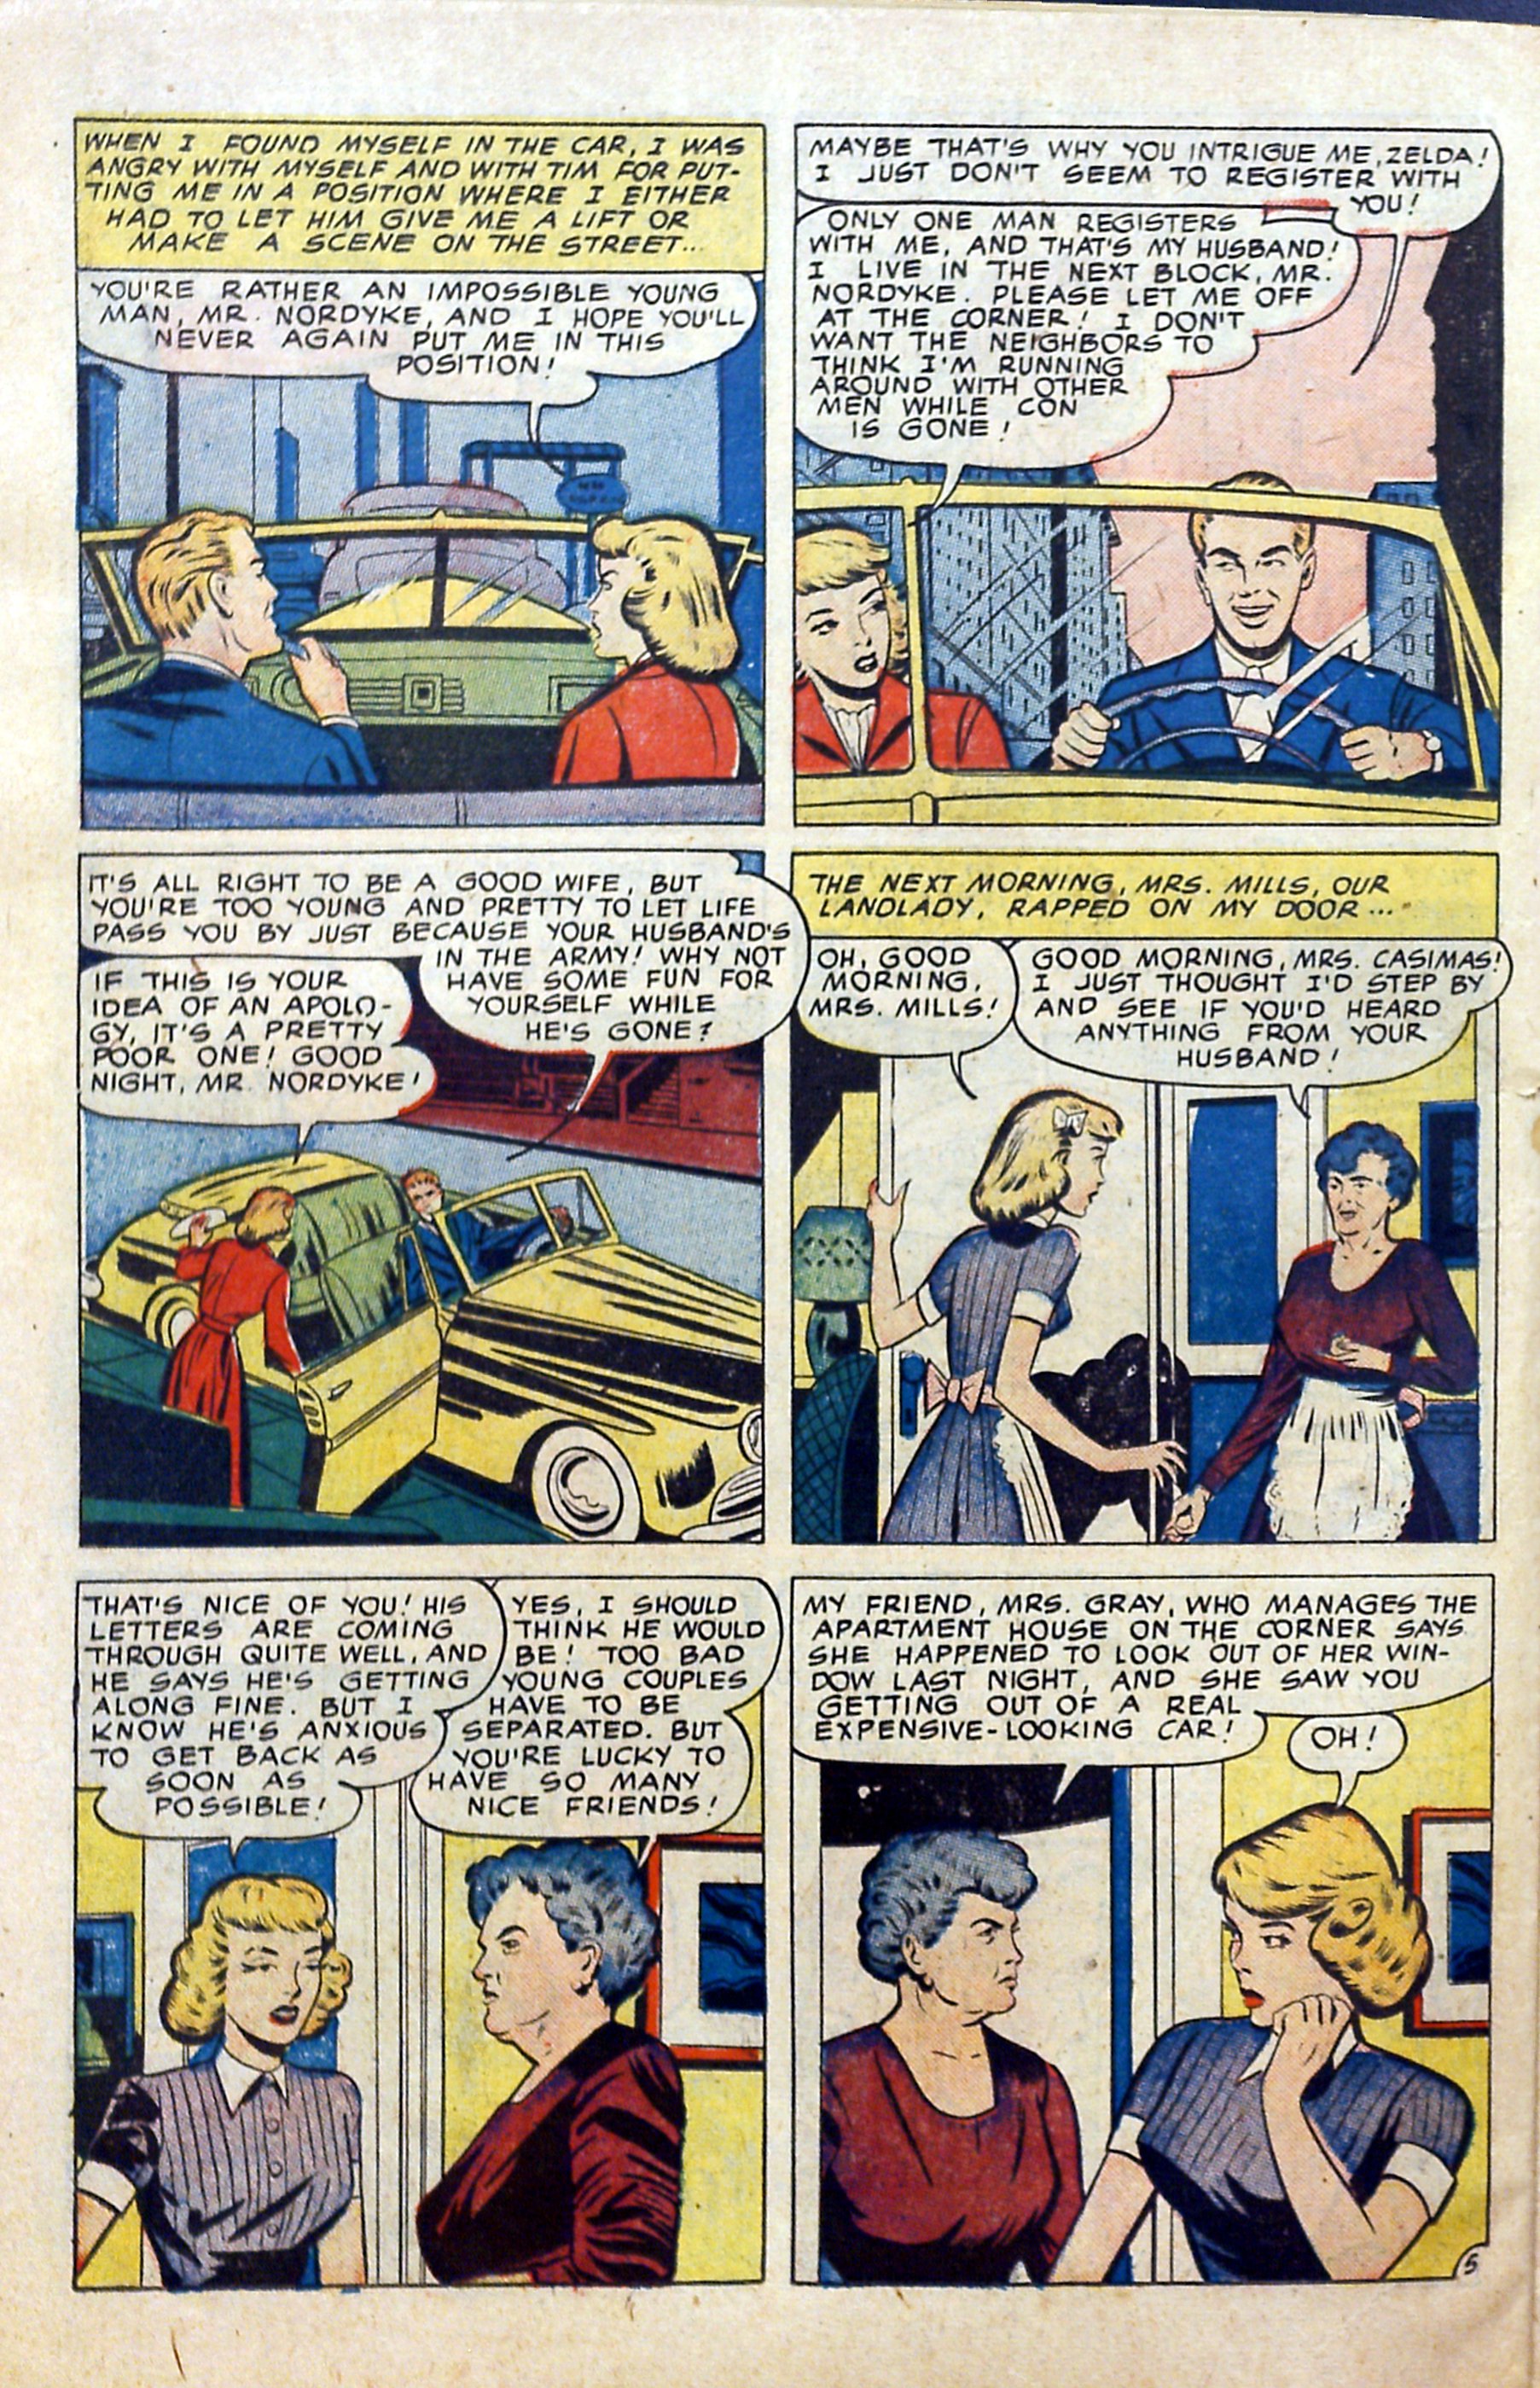 WHEN I FOUND MYSELF IN THE CAR, I WAS
ANGRY WITH MYSELF AND WITH TIM FOR PUT-
TING ME IN A POSITION WHERE I EITHER
HAD TO LET HIM GIVE ME A LIFT OR
MAKE A SCENE ON THE STREET...
YOU'RE RATHER AN IMPOSSIBLE YOUNG
MAN, MR. NORDYKE, AND I HOPE YOU'LL
NEVER AGAIN PUT ME IN THIS
POSITION!
MAYBE THAT'S WHY YOU INTRIGUE ME, ZELDA!
I JUST DON'T SEEM TO REGISTER WITH
YOU!
ONLY ONE MAN REGISTERS
WITH ME, AND THAT'S MY HUSBAND!
I LIVE IN THE NEXT BLOCK, MR.
NORDYKE. PLEASE LET ME OFF
AT THE CORNER! I DON'T
WANT THE NEIGHBORS TO
THINK I'M RUNNING
AROUND WITH OTHER
MEN WHILE CON
IS GONE!
IT'S ALL RIGHT TO BE A GOOD WIFE, BUT
YOU'RE TOO YOUNG AND PRETTY TO LET LIFE
PASS YOU BY JUST BECAUSE YOUR HUSBAND'S
IN THE ARMY! WHY NOT
HAVE SOME FUN FOR
YOURSELF WHILE
HE'S GONE?
IF THIS IS YOUR
IDEA OF AN APOLO-
GY, IT'S A PRETTY
POOR ONE! GOOD
NIGHT, MR. NORDYKE!
THE NEXT MORNING, MRS. MILLS, OUR
LANDLADY, RAPPED ON MY DOOR...
OH, GOOD
MORNING,
MRS. MILLS!
GOOD MORNING, MRS. CASIMAS!
I JUST THOUGHT I'D STEP BY
AND SEE IF YOU'D HEARD
ANYTHING FROM YOUR
HUSBAND!
THAT'S NICE OF YOU! HIS
LETTERS ARE COMING
THROUGH QUITE WELL, AND
HE SAYS HE'S GETTING
ALONG FINE. BUT I
KNOW HE'S ANXIOUS
TO GET BACK AS
SOON AS
POSSIBLE!
YES, I SHOULD
THINK HE WOULD
BE! TOO BAD
YOUNG COUPLES
HAVE TO BE
SEPARATED. BUT
YOU'RE LUCKY TO
HAVE SO MANY
NICE FRIENDS!
MY FRIEND, MRS. GRAY, WHO MANAGES THE
APARTMENT HOUSE ON THE CORNER SAYS
SHE HAPPENED TO LOOK OUT OF HER WIN-
DOW LAST NIGHT, AND SHE SAW YOU
GETTING OUT OF A REAL
EXPENSIVE-LOOKING CAR!
OH!
5